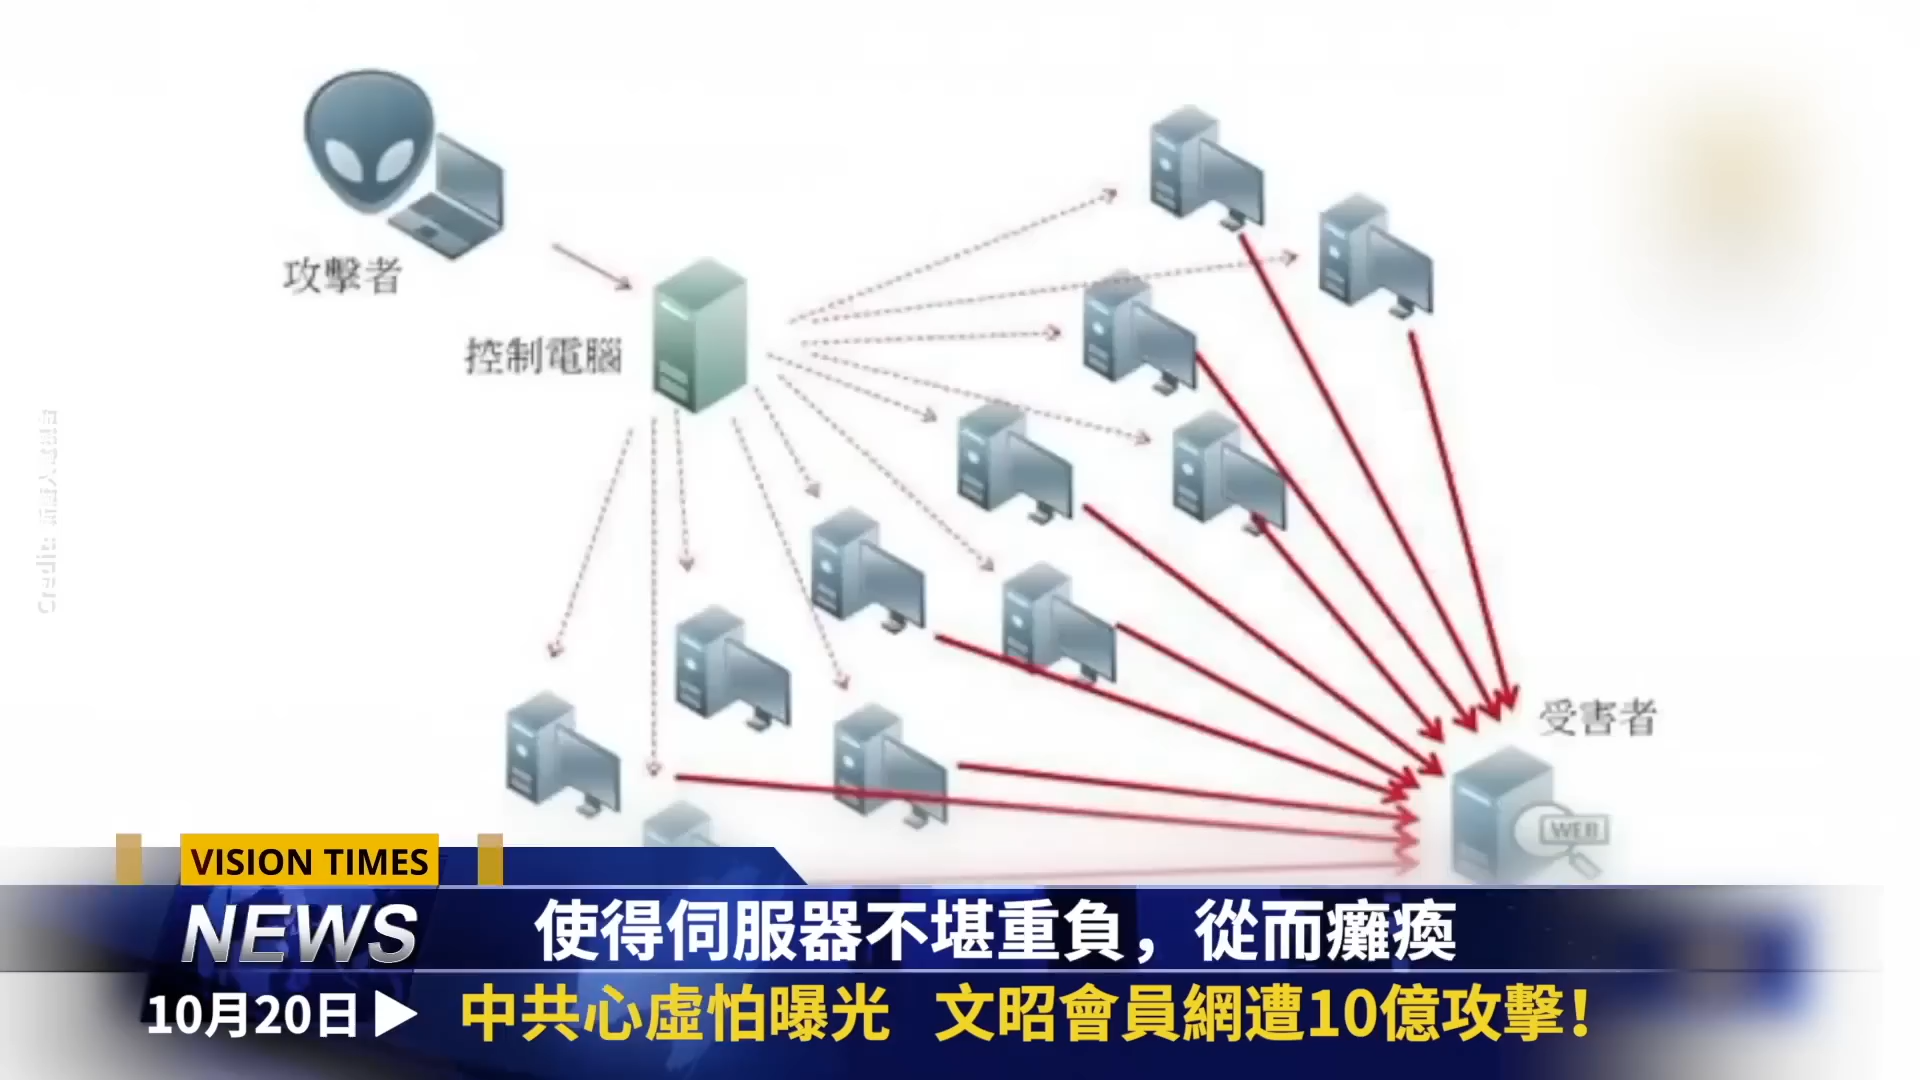 攻擊者
控制電腦
受害者
WEB
VISION TIMES
NEWS
使得伺服器不堪重負，從而癱瘓
10月20日
中共心虛怕曝光 文昭會員網遭10億攻擊！